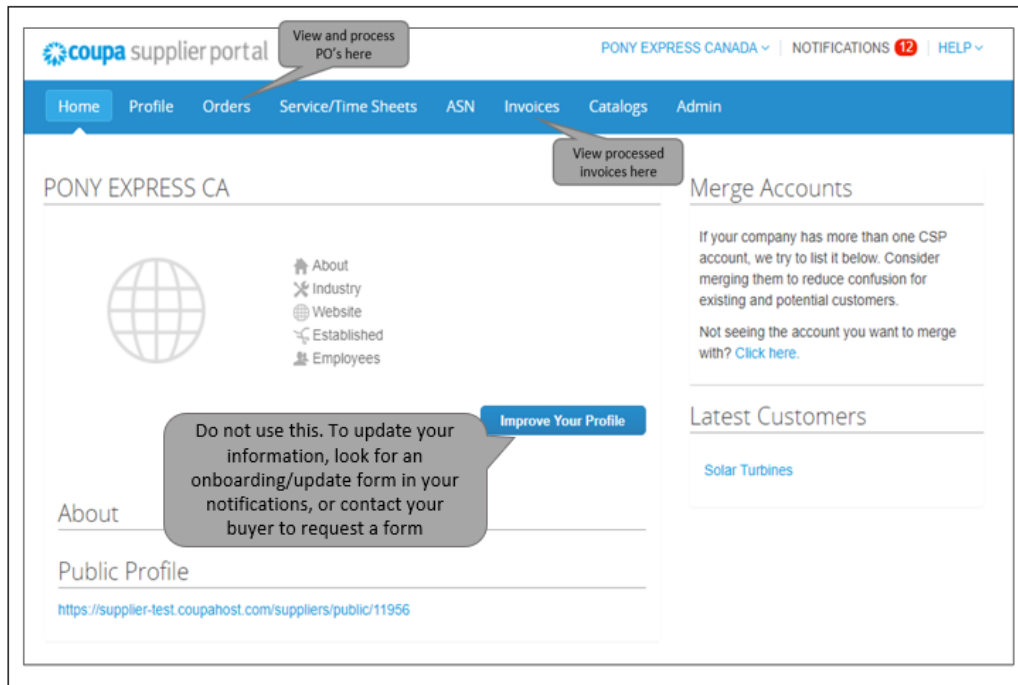 View and process
PO's here
coupa supplier portal
PONY EXPRESS CANADA NOTIFICATIONS 12 HELP
Home Profile Orders Service/Time Sheets ASN Invoices Catalogs Admin
View processed
invoices here
PONY EXPRESS CA
About
Industry
Website
Established
Employees
Improve Your Profile
Do not use this. To update your
information, look for an
onboarding/update form in your
notifications, or contact your
buyer to request a form
About
Public Profile
https://supplier-test.coupahost.com/suppliers/public/11956
Merge Accounts
If your company has more than one CSP
account, we try to list it below. Consider
merging them to reduce confusion for
existing and potential customers.
Not seeing the account you want to merge
with? Click here.
Latest Customers
Solar Turbines